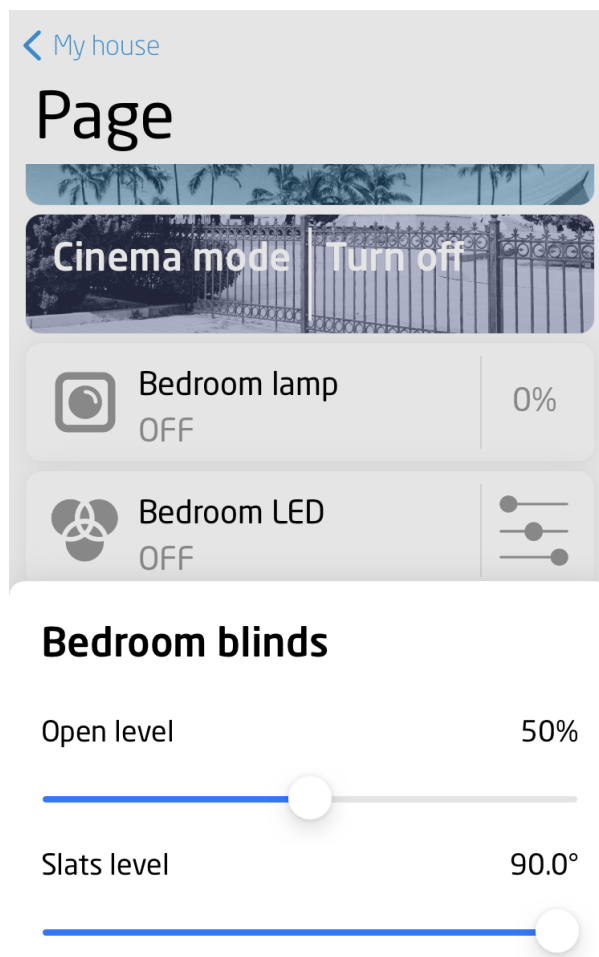 My house
Page
Cinema mode | Turn off
Bedroom lamp
OFF
0%
Bedroom LED
OFF
Bedroom blinds
Open level 50%
Slats level 90.0°